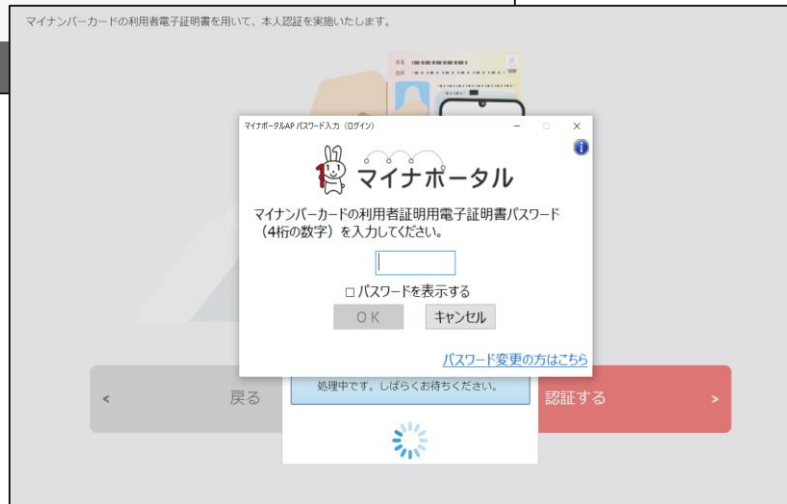 マイナンバーカードの利用者電子証明書を用いて、本人認証を実施いたします。
マイナポータルAP パスワード入力（ログイン）
マイナポータル
マイナンバーカードの利用者証明用電子証明書パスワード
（4桁の数字）を入力してください。
パスワードを表示する
OK キャンセル
パスワード変更の方はこちら
処理中です。しばらくお待ちください。
< 戻る 認証する >